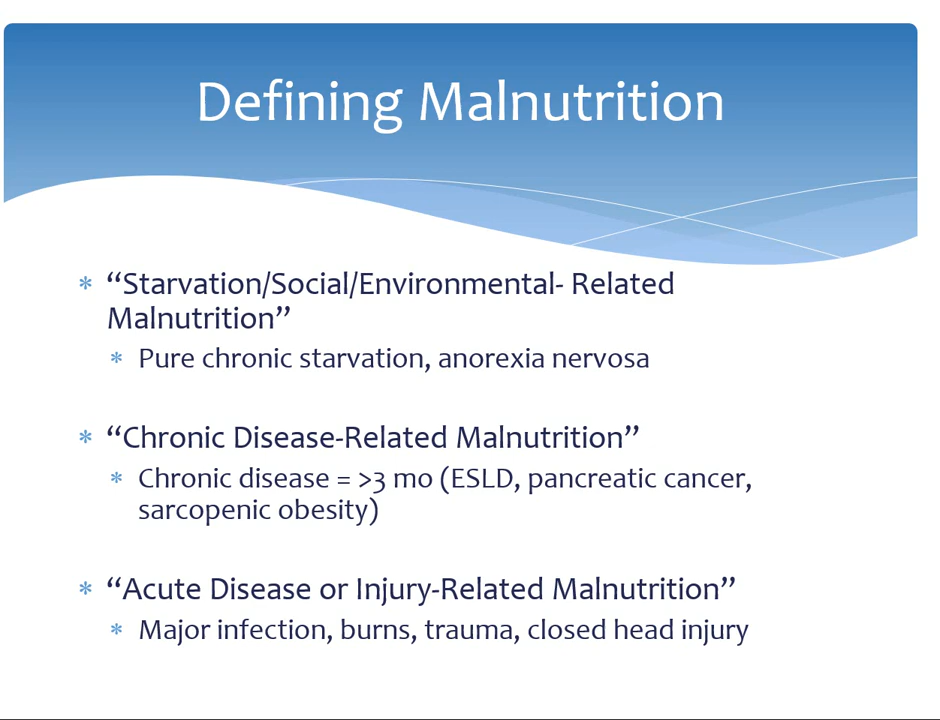 Defining Malnutrition
* “Starvation/Social/Environmental- Related
Malnutrition”
* Pure chronic starvation, anorexia nervosa
* “Chronic Disease-Related Malnutrition”
* Chronic disease = >3 mo (ESLD, pancreatic cancer,
sarcopenic obesity)
* “Acute Disease or Injury-Related Malnutrition”
* Major infection, burns, trauma, closed head injury